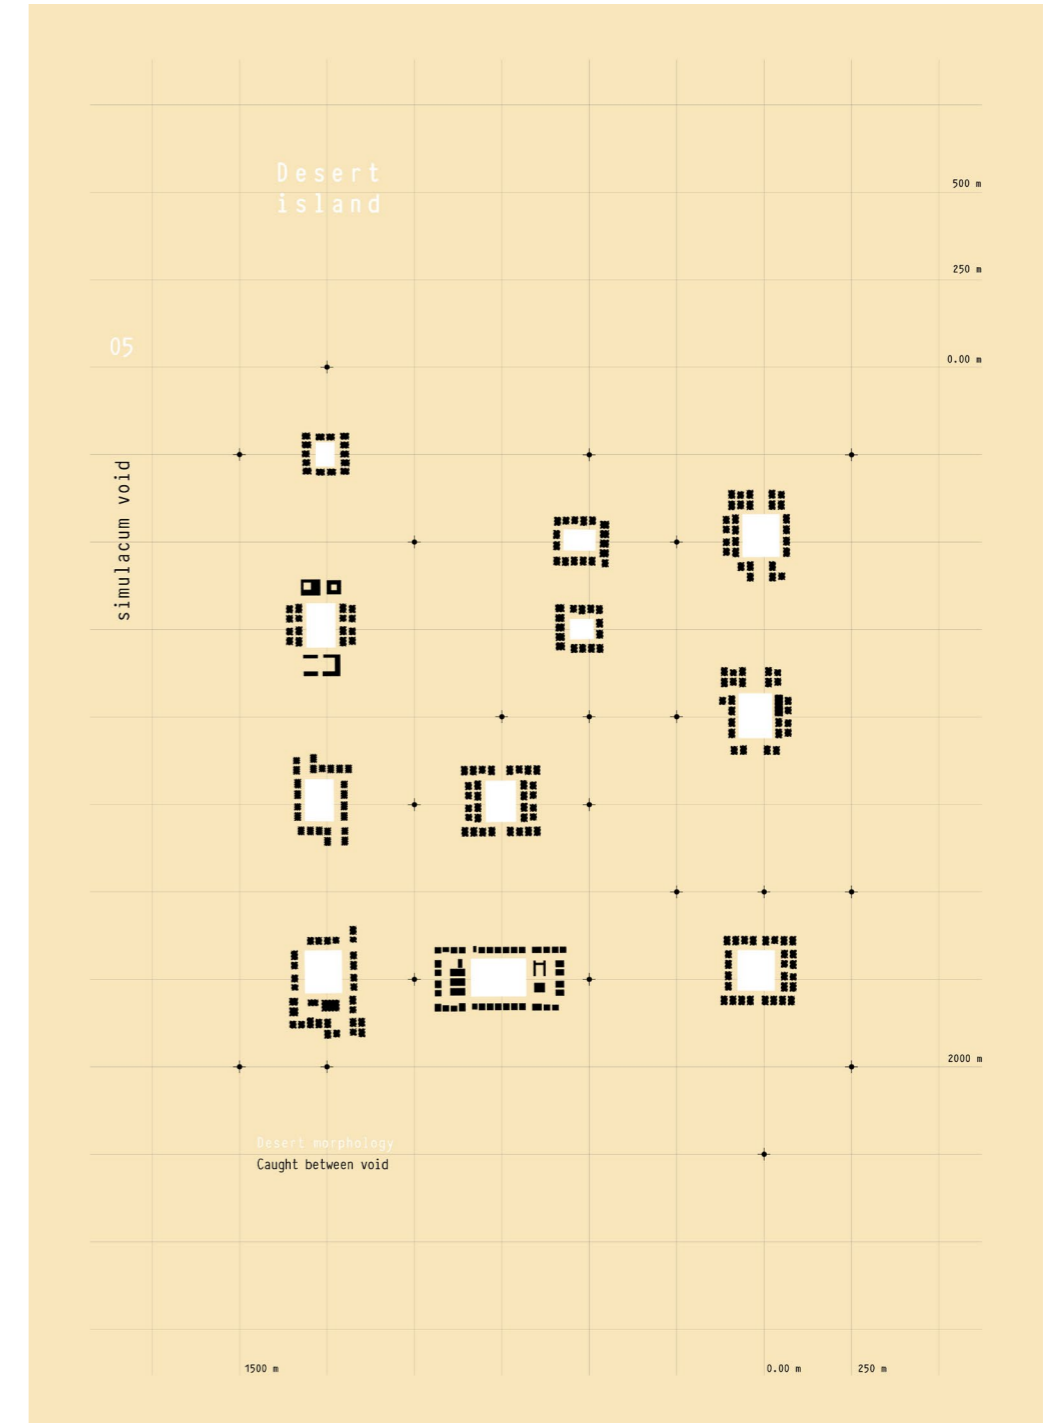 Desert
island
500 m
250 m
05
0.00 m
simulacum void
2000 m
Desert morphology
Caught between void
1500 m
0.00 m
250 m